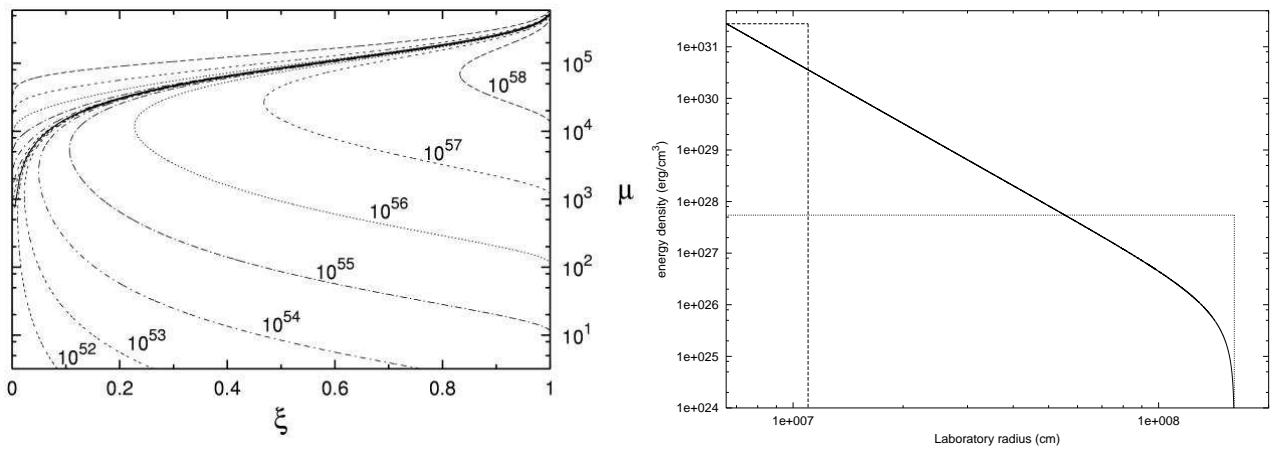 10^5
10^4
10^3
10^2
10^1
μ
10^58
10^57
10^56
10^55
10^54
10^53
10^52
0
0.2
0.4
0.6
0.8
1
ξ
energy density (erg/cm^3)
1e+031
1e+030
1e+029
1e+028
1e+027
1e+026
1e+025
1e+024
1e+007
1e+008
Laboratory radius (cm)